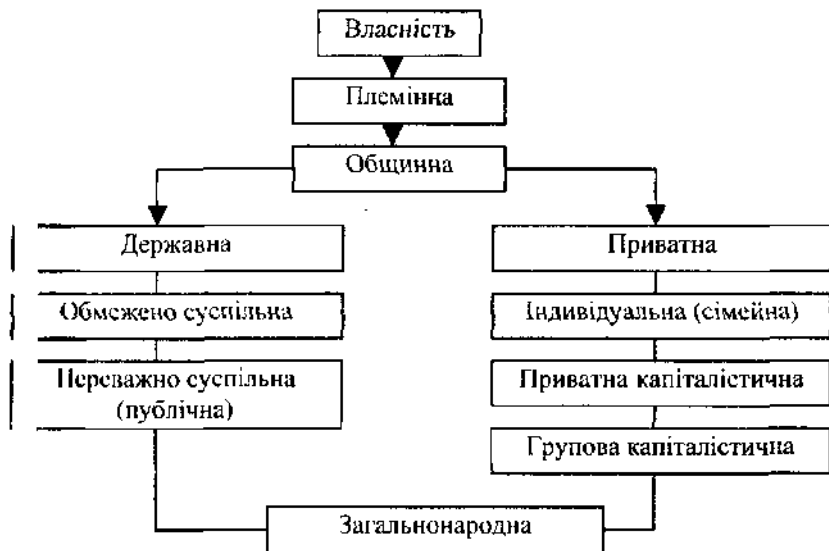 Власність
Племінна
Общинна
Державна
Приватна
Обмежено суспільна
Індивідуальна (сімейна)
Переважно суспільна
(публічна)
Приватна капіталістична
Групова капіталістична
Загальнонародна